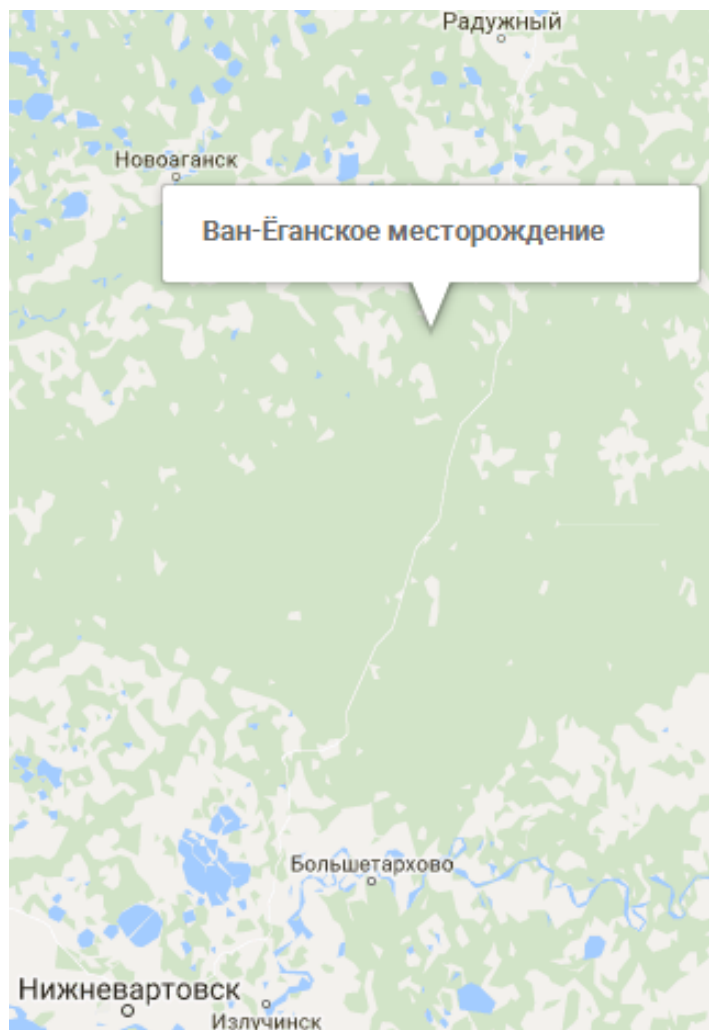 Радужный
Новоаганск
Ван-Ёганское месторождение
Большетархово
Нижневартовск
Излучинск